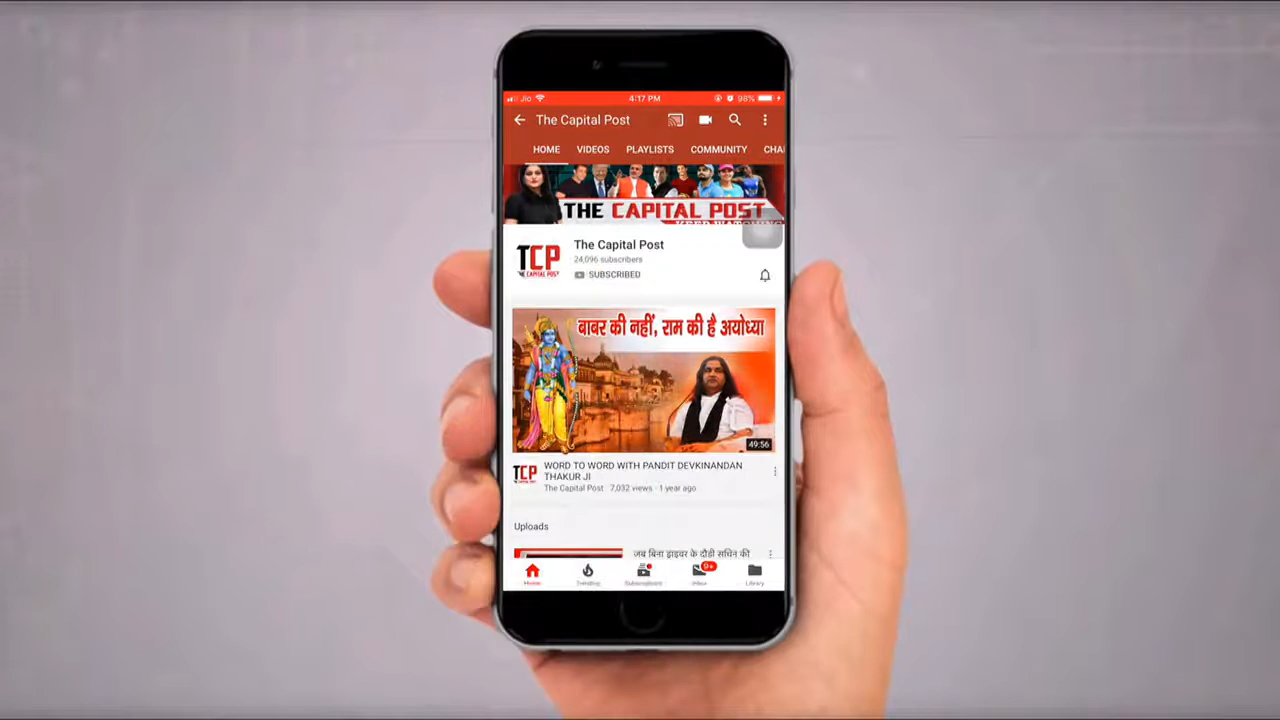 Jio 4:17 PM 98%
The Capital Post
HOME VIDEOS PLAYLISTS COMMUNITY CHA
THE CAPITAL POST
The Capital Post
24,096 subscribers
SUBSCRIBED
TCP
THE CAPITAL POST
बाबर की नहीं, राम की है अयोध्या
49:56
WORD TO WORD WITH PANDIT DEVKINANDAN
THAKUR JI
TCP
The Capital Post 7,032 views · 1 year ago
Uploads
जब बिना ड्राइवर के दौड़ी सचिन की
9+
Home Trending Subscriptions Inbox Library